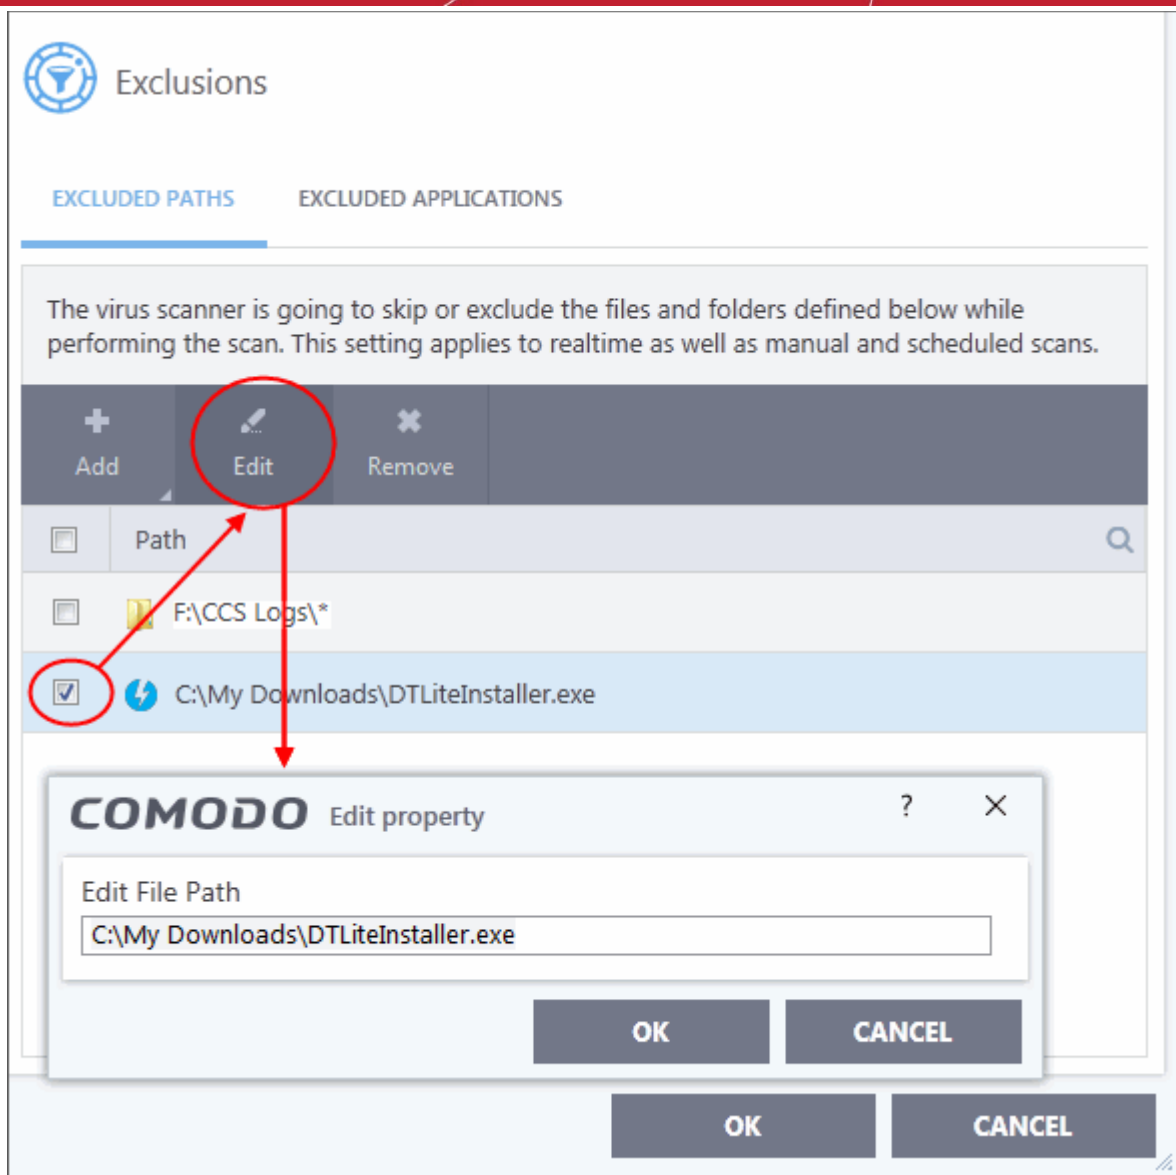 Exclusions
EXCLUDED PATHS EXCLUDED APPLICATIONS
The virus scanner is going to skip or exclude the files and folders defined below while
performing the scan. This setting applies to realtime as well as manual and scheduled scans.
Add Edit Remove
Path
F:\CCS Logs\*
C:\My Downloads\DTLiteInstaller.exe
COMODO Edit property ?
Edit File Path
C:\My Downloads\DTLiteInstaller.exe
OK CANCEL
OK CANCEL